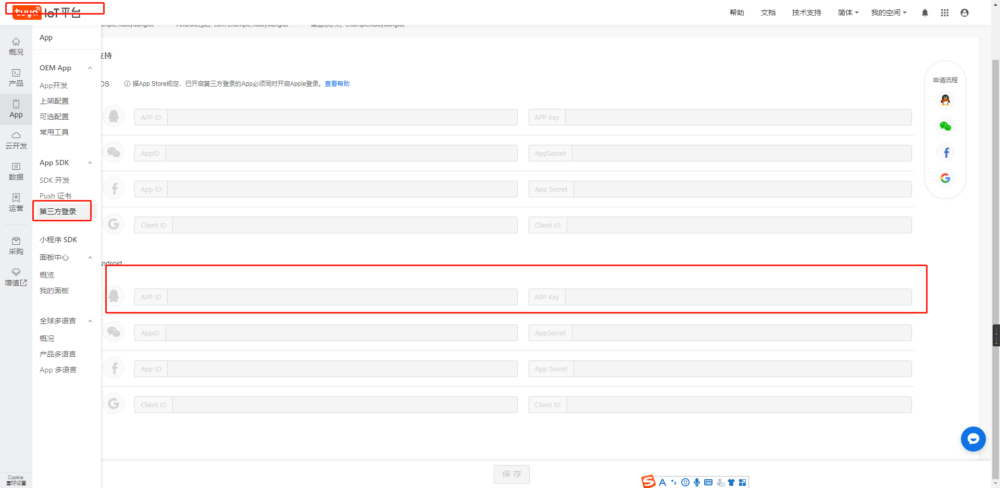 tuya IoT平台
帮助
文档
技术支持
简体
我的空间
概况
产品
App
云开发
数据
运营
采购
增值
Cookie
喜好设置
App
OEM App
App开发
上架配置
可选配置
常用工具
App SDK
SDK 开发
Push 证书
第三方登录
小程序 SDK
面板中心
概览
我的面板
全球多语言
概况
产品多语言
App 多语言
支持
OS
据App Store规定，已开启第三方登录的App必须同时开启Apple登录。查看帮助
APP ID
APP Key
AppID
AppSecret
App ID
App Secret
Client ID
Client ID
ndroid
APP ID
APP Key
AppID
AppSecret
App ID
App Secret
Client ID
Client ID
申请流程
保存